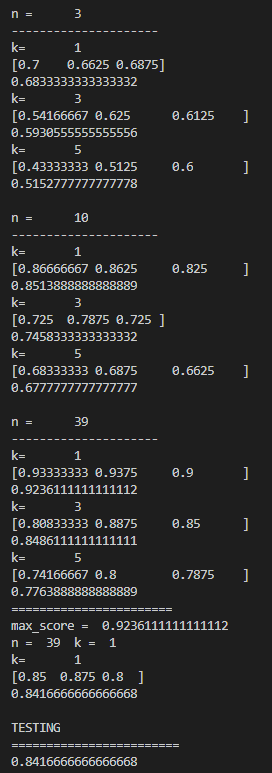 n =      3
---------------------
k=       1
[0.7    0.6625 0.6875]
0.6833333333333332
k=       3
[0.54166667 0.625      0.6125    ]
0.5930555555555556
k=       5
[0.43333333 0.5125     0.6       ]
0.5152777777777778

n =      10
---------------------
k=       1
[0.86666667 0.8625     0.825     ]
0.8513888888888889
k=       3
[0.725  0.7875 0.725 ]
0.7458333333333332
k=       5
[0.68333333 0.6875     0.6625    ]
0.6777777777777777

n =      39
---------------------
k=       1
[0.93333333 0.9375     0.9       ]
0.9236111111111112
k=       3
[0.80833333 0.8875     0.85      ]
0.8486111111111111
k=       5
[0.74166667 0.8        0.7875    ]
0.7763888888888889
=======================
max_score =  0.9236111111111112
n =  39  k =  1
k=       1
[0.85  0.875 0.8  ]
0.8416666666666668

TESTING
========================
0.8416666666666668